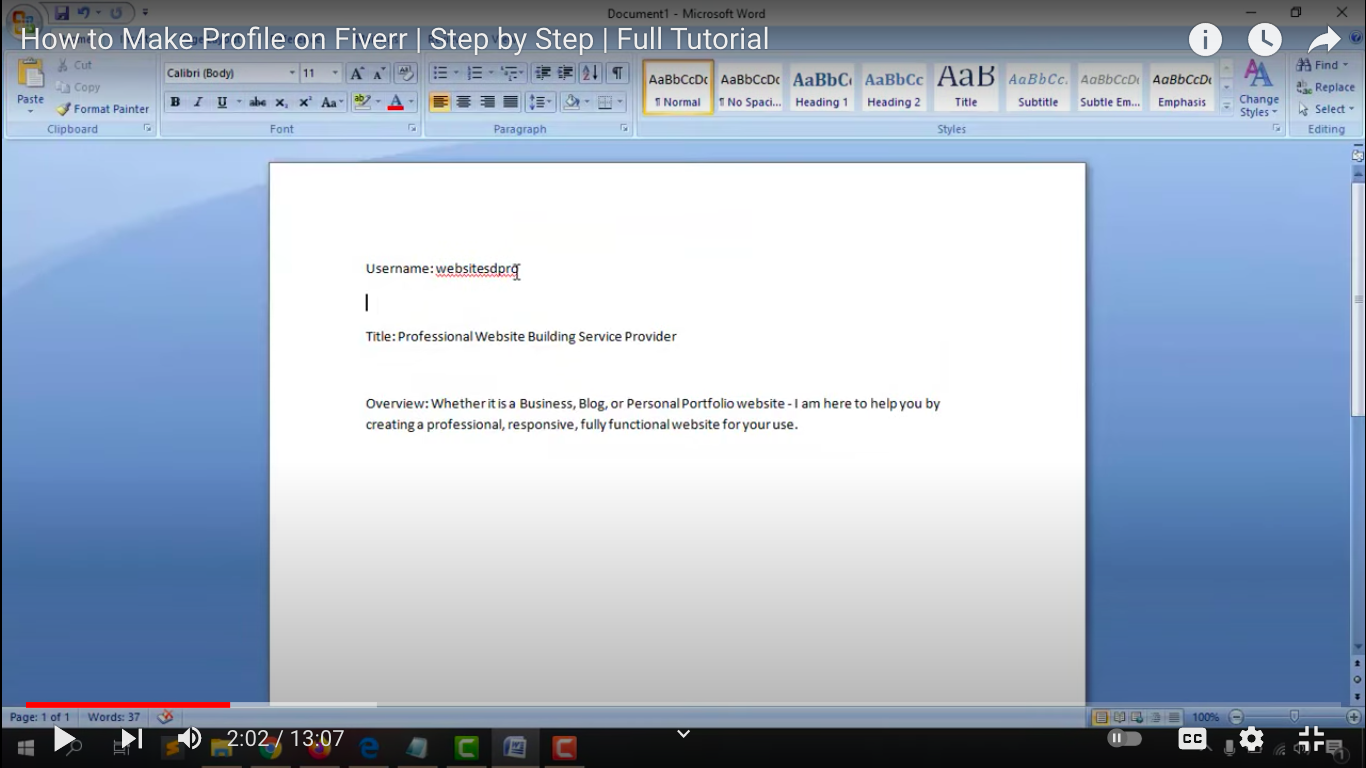 Document1 - Microsoft Word
How to Make Profile on Fiverr | Step by Step | Full Tutorial
Paste
Cut
Copy
Format Painter
Clipboard
Calibri (Body)
11
Font
Paragraph
AaBbCcDc
¶ Normal
AaBbCcDc
¶ No Spaci...
AaBbCc
Heading 1
AaBbCc
Heading 2
AaB
Title
AaBbCc.
Subtitle
AaBbCcDc
Subtle Em...
AaBbCcDc
Emphasis
Change
Styles
Styles
Find
Replace
Select
Editing
Username: websitesdpro
Title: Professional Website Building Service Provider
Overview: Whether it is a Business, Blog, or Personal Portfolio website - I am here to help you by
creating a professional, responsive, fully functional website for your use.
Page: 1 of 1
Words: 37
100%
2:02 / 13:07
CC